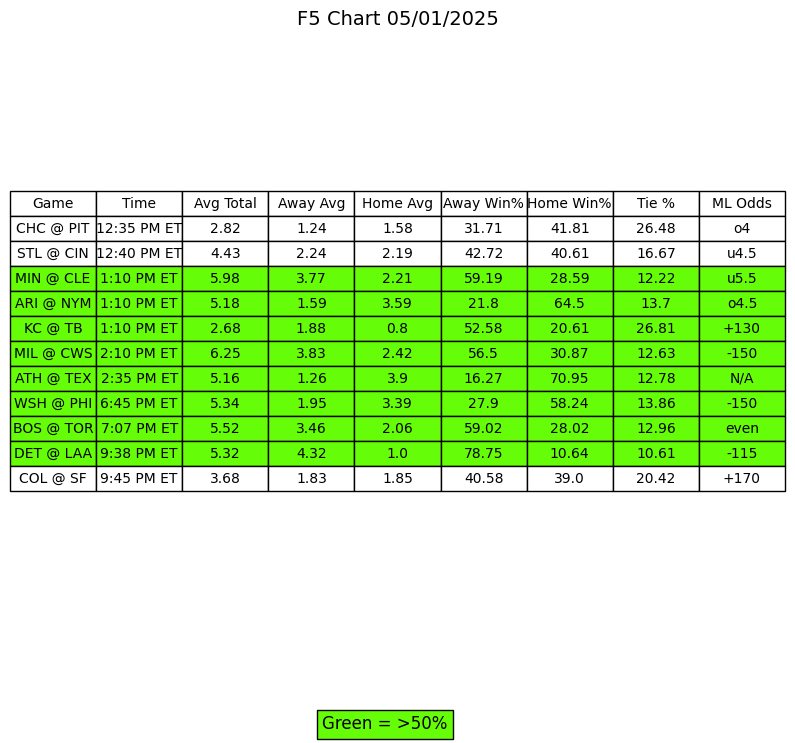 F5 Chart 05/01/2025
Game Time Avg Total Away Avg Home Avg Away Win% Home Win% Tie % ML Odds
CHC @ PIT 12:35 PM ET 2.82 1.24 1.58 31.71 41.81 26.48 o4
STL @ CIN 12:40 PM ET 4.43 2.24 2.19 42.72 40.61 16.67 u4.5
MIN @ CLE 1:10 PM ET 5.98 3.77 2.21 59.19 28.59 12.22 u5.5
ARI @ NYM 1:10 PM ET 5.18 1.59 3.59 21.8 64.5 13.7 o4.5
KC @ TB 1:10 PM ET 2.68 1.88 0.8 52.58 20.61 26.81 +130
MIL @ CWS 2:10 PM ET 6.25 3.83 2.42 56.5 30.87 12.63 -150
ATH @ TEX 2:35 PM ET 5.16 1.26 3.9 16.27 70.95 12.78 N/A
WSH @ PHI 6:45 PM ET 5.34 1.95 3.39 27.9 58.24 13.86 -150
BOS @ TOR 7:07 PM ET 5.52 3.46 2.06 59.02 28.02 12.96 even
DET @ LAA 9:38 PM ET 5.32 4.32 1.0 78.75 10.64 10.61 -115
COL @ SF 9:45 PM ET 3.68 1.83 1.85 40.58 39.0 20.42 +170
Green = >50%